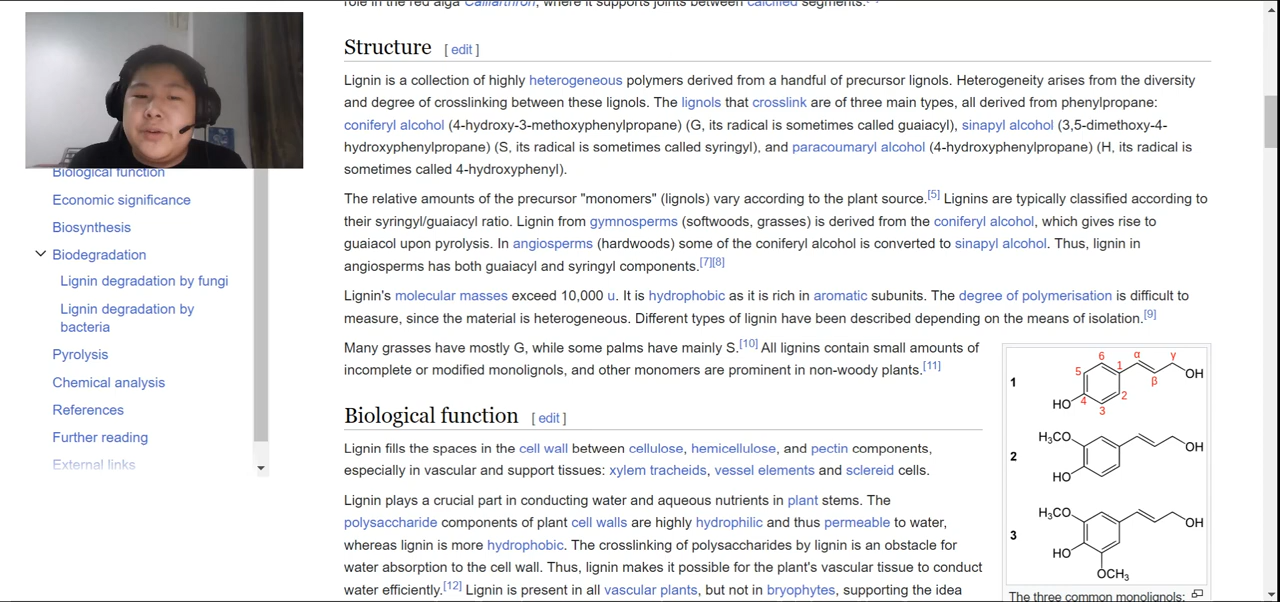 role in the red alga Calliarthron, where it supports joints between calcified segments.
Structure [ edit ]
Lignin is a collection of highly heterogeneous polymers derived from a handful of precursor lignols. Heterogeneity arises from the diversity
and degree of crosslinking between these lignols. The lignols that crosslink are of three main types, all derived from phenylpropane:
coniferyl alcohol (4-hydroxy-3-methoxyphenylpropane) (G, its radical is sometimes called guaiacyl), sinapyl alcohol (3,5-dimethoxy-4-
hydroxyphenylpropane) (S, its radical is sometimes called syringyl), and paracoumaryl alcohol (4-hydroxyphenylpropane) (H, its radical is
sometimes called 4-hydroxyphenyl).
The relative amounts of the precursor "monomers" (lignols) vary according to the plant source.[5] Lignins are typically classified according to
their syringyl/guaiacyl ratio. Lignin from gymnosperms (softwoods, grasses) is derived from the coniferyl alcohol, which gives rise to
guaiacol upon pyrolysis. In angiosperms (hardwoods) some of the coniferyl alcohol is converted to sinapyl alcohol. Thus, lignin in
angiosperms has both guaiacyl and syringyl components.[7][8]
Lignin's molecular masses exceed 10,000 u. It is hydrophobic as it is rich in aromatic subunits. The degree of polymerisation is difficult to
measure, since the material is heterogeneous. Different types of lignin have been described depending on the means of isolation.[9]
Many grasses have mostly G, while some palms have mainly S.[10] All lignins contain small amounts of
incomplete or modified monolignols, and other monomers are prominent in non-woody plants.[11]
Biological function [ edit ]
Lignin fills the spaces in the cell wall between cellulose, hemicellulose, and pectin components,
especially in vascular and support tissues: xylem tracheids, vessel elements and sclereid cells.
Lignin plays a crucial part in conducting water and aqueous nutrients in plant stems. The
polysaccharide components of plant cell walls are highly hydrophilic and thus permeable to water,
whereas lignin is more hydrophobic. The crosslinking of polysaccharides by lignin is an obstacle for
water absorption to the cell wall. Thus, lignin makes it possible for the plant's vascular tissue to conduct
water efficiently.[12] Lignin is present in all vascular plants, but not in bryophytes, supporting the idea
Biological function
Economic significance
Biosynthesis
Biodegradation
Lignin degradation by fungi
Lignin degradation by
bacteria
Pyrolysis
Chemical analysis
References
Further reading
External links
1
6 α γ
5 1 OH
β
4 2
HO 3
2
H₃CO
OH
HO
3
H₃CO
OH
HO
OCH₃
The three common monolignols: